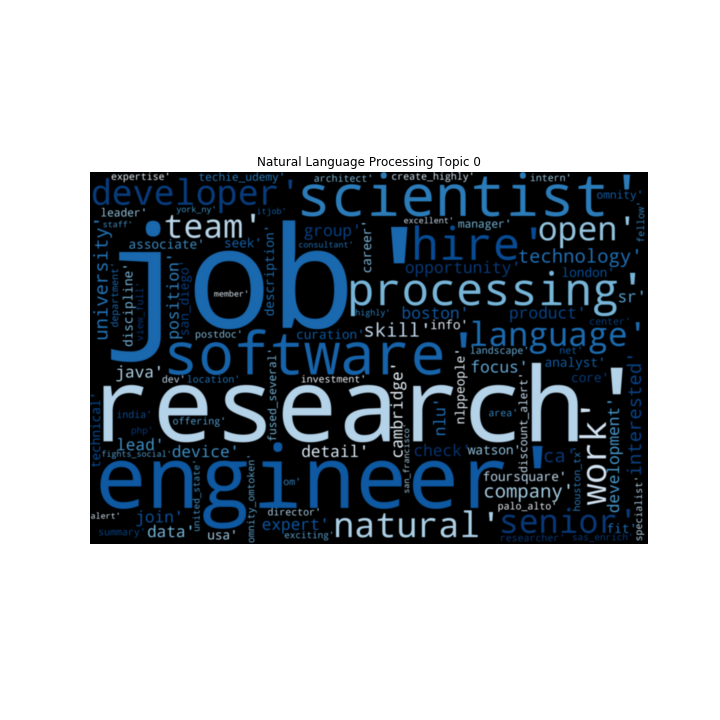 Natural Language Processing Topic 0
expertise' techie_udemy' architect' create_highly' intern'
developer' scientist' omnity'
leader' york_ny' itjob' excellent' manager' fellow'
staff' team' group' career' hire' open'
university' associate' seek' consultant' description' technology'
department' discipline' view_full' position' san_diego' job' opportunity' london'
member' processing' sr'
highly' boston' product' center'
postdoc' curation' skill' info' language'
software' landscape' net'
java' focus' analyst'
dev' location' investment' core'
research'
technical' india' offering' fused_several' cambridge' nlppeople' nlu' area' discount_alert' work' interested'
php'
lead' device' detail' check' watson' ca' development'
fights_social' san_francisco' houston_tx'
engineer' foursquare'
united_state' omnity_omtoken' om' company' specialist'
alert' join' director' palo_alto'
expert' natural' senior' fit'
summary' data' usa' exciting' researcher' sas_enrich'